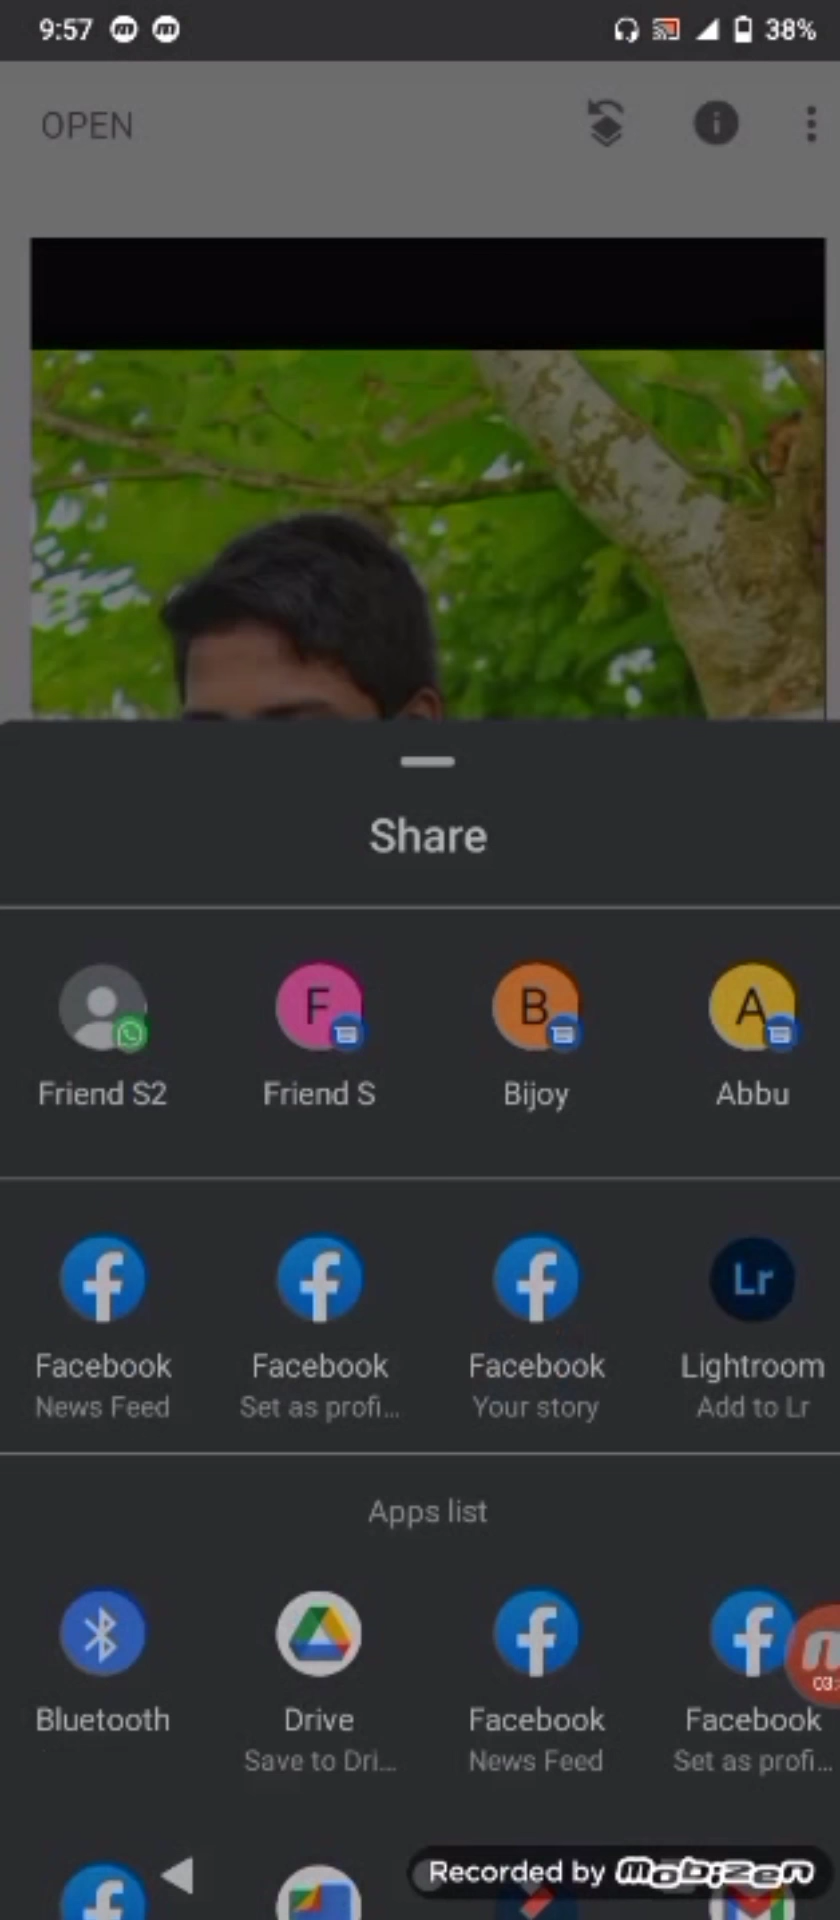 9:57 38%
OPEN
Share
F B A
Friend S2 Friend S Bijoy Abbu
Lr
Facebook Facebook Facebook Lightroom
News Feed Set as profi... Your story Add to Lr
Apps list
Bluetooth Drive Facebook Facebook
Save to Dri... News Feed Set as profi...
03:
Recorded by mobizen